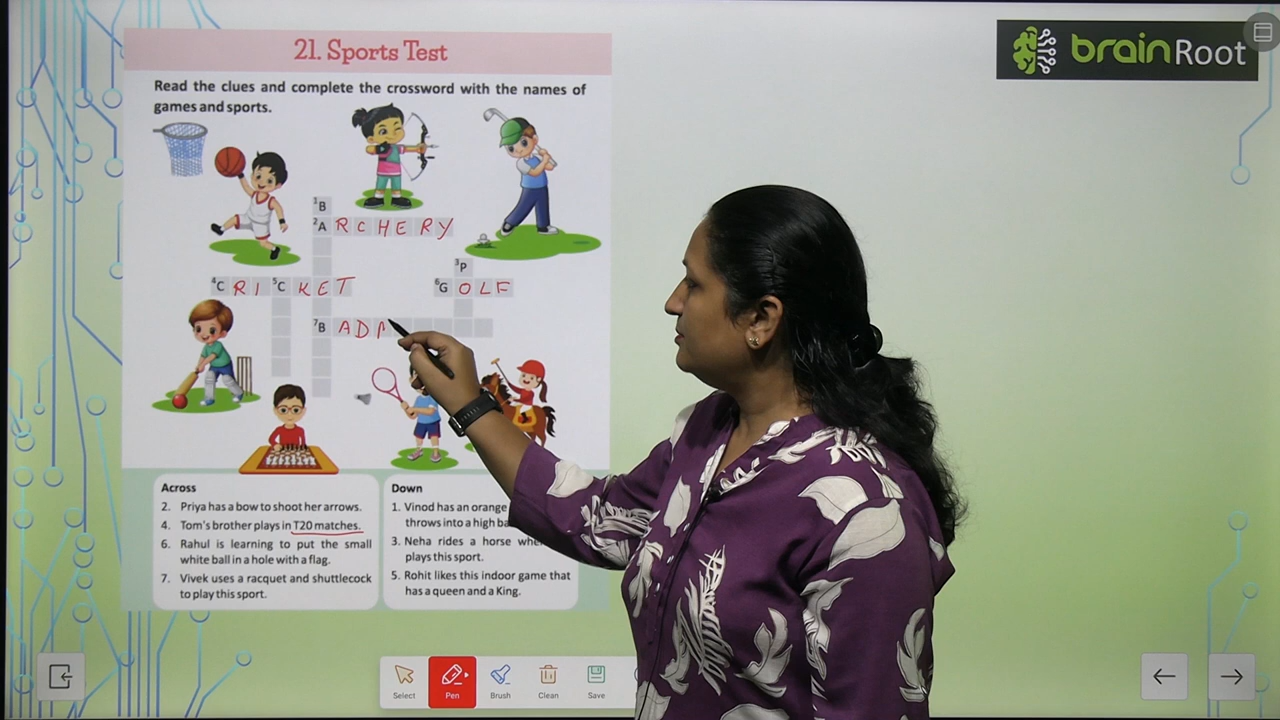 brainRoot
21. Sports Test
Read the clues and complete the crossword with the names of
games and sports.
1B
2A RCHERY
3P
4C RI 5C KET
6G OLF
7B AD
Across
2. Priya has a bow to shoot her arrows.
4. Tom's brother plays in T20 matches.
6. Rahul is learning to put the small
white ball in a hole with a flag.
7. Vivek uses a racquet and shuttlecock
to play this sport.
Down
1. Vinod has an orange
throws into a high
3. Neha rides a horse
plays this sport.
5. Rohit likes this indoor game that
has a queen and a King.
Select
Pen
Brush
Clean
Save